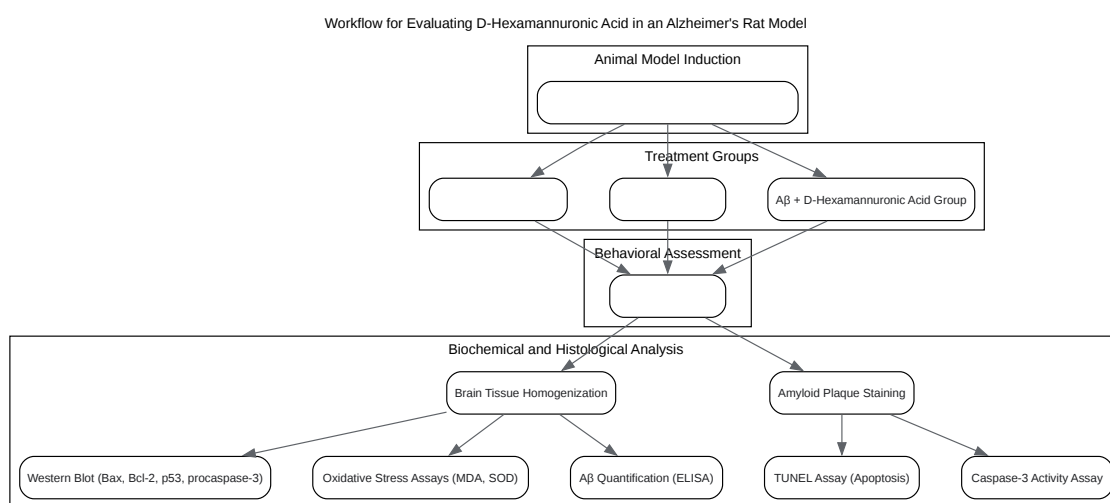 Workflow for Evaluating D-Hexamannuronic Acid in an Alzheimer's Rat Model
Animal Model Induction
Treatment Groups
Aβ + D-Hexamannuronic Acid Group
Behavioral Assessment
Biochemical and Histological Analysis
Brain Tissue Homogenization
Amyloid Plaque Staining
Western Blot (Bax, Bcl-2, p53, procaspase-3)
Oxidative Stress Assays (MDA, SOD)
Aβ Quantification (ELISA)
TUNEL Assay (Apoptosis)
Caspase-3 Activity Assay